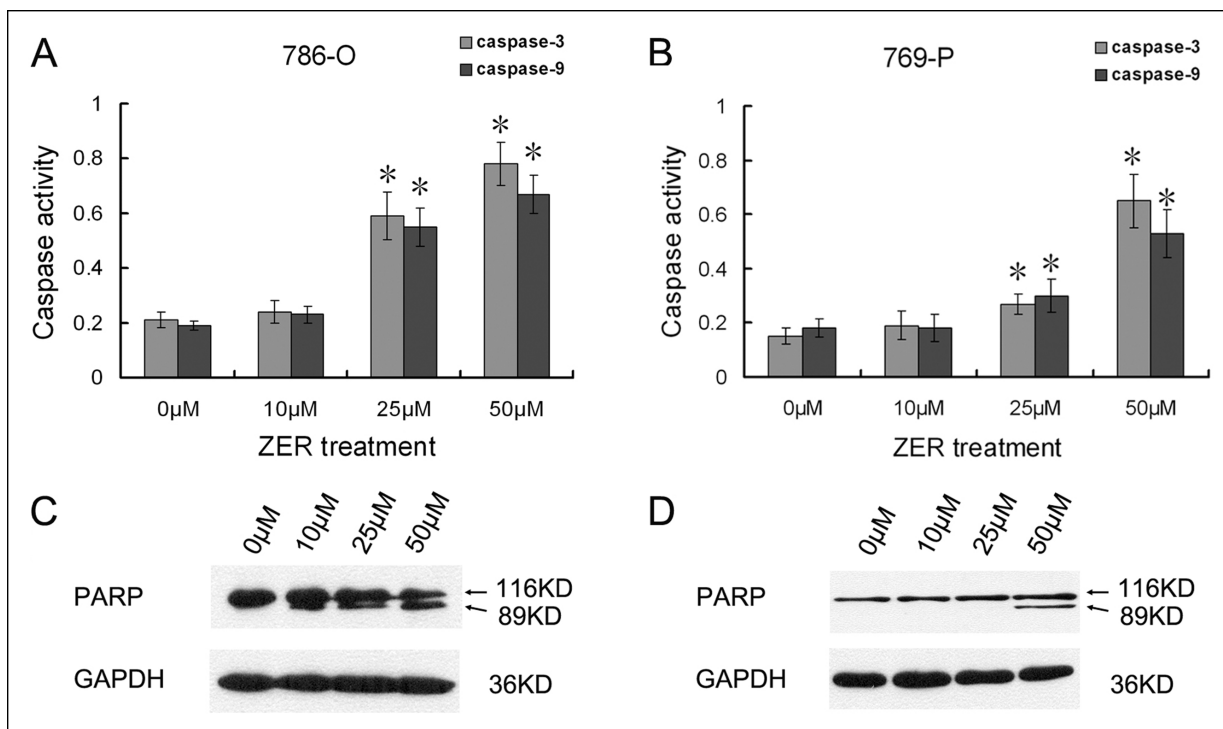 A
786-O
caspase-3
caspase-9
Caspase activity
1
0.8
0.6
0.4
0.2
0
* * * *
0µM 10µM 25µM 50µM
ZER treatment
B
769-P
caspase-3
caspase-9
Caspase activity
1
0.8
0.6
0.4
0.2
0
* * * *
0µM 10µM 25µM 50µM
ZER treatment
C
0µM 10µM 25µM 50µM
PARP
116KD
89KD
GAPDH
36KD
D
0µM 10µM 25µM 50µM
PARP
116KD
89KD
GAPDH
36KD